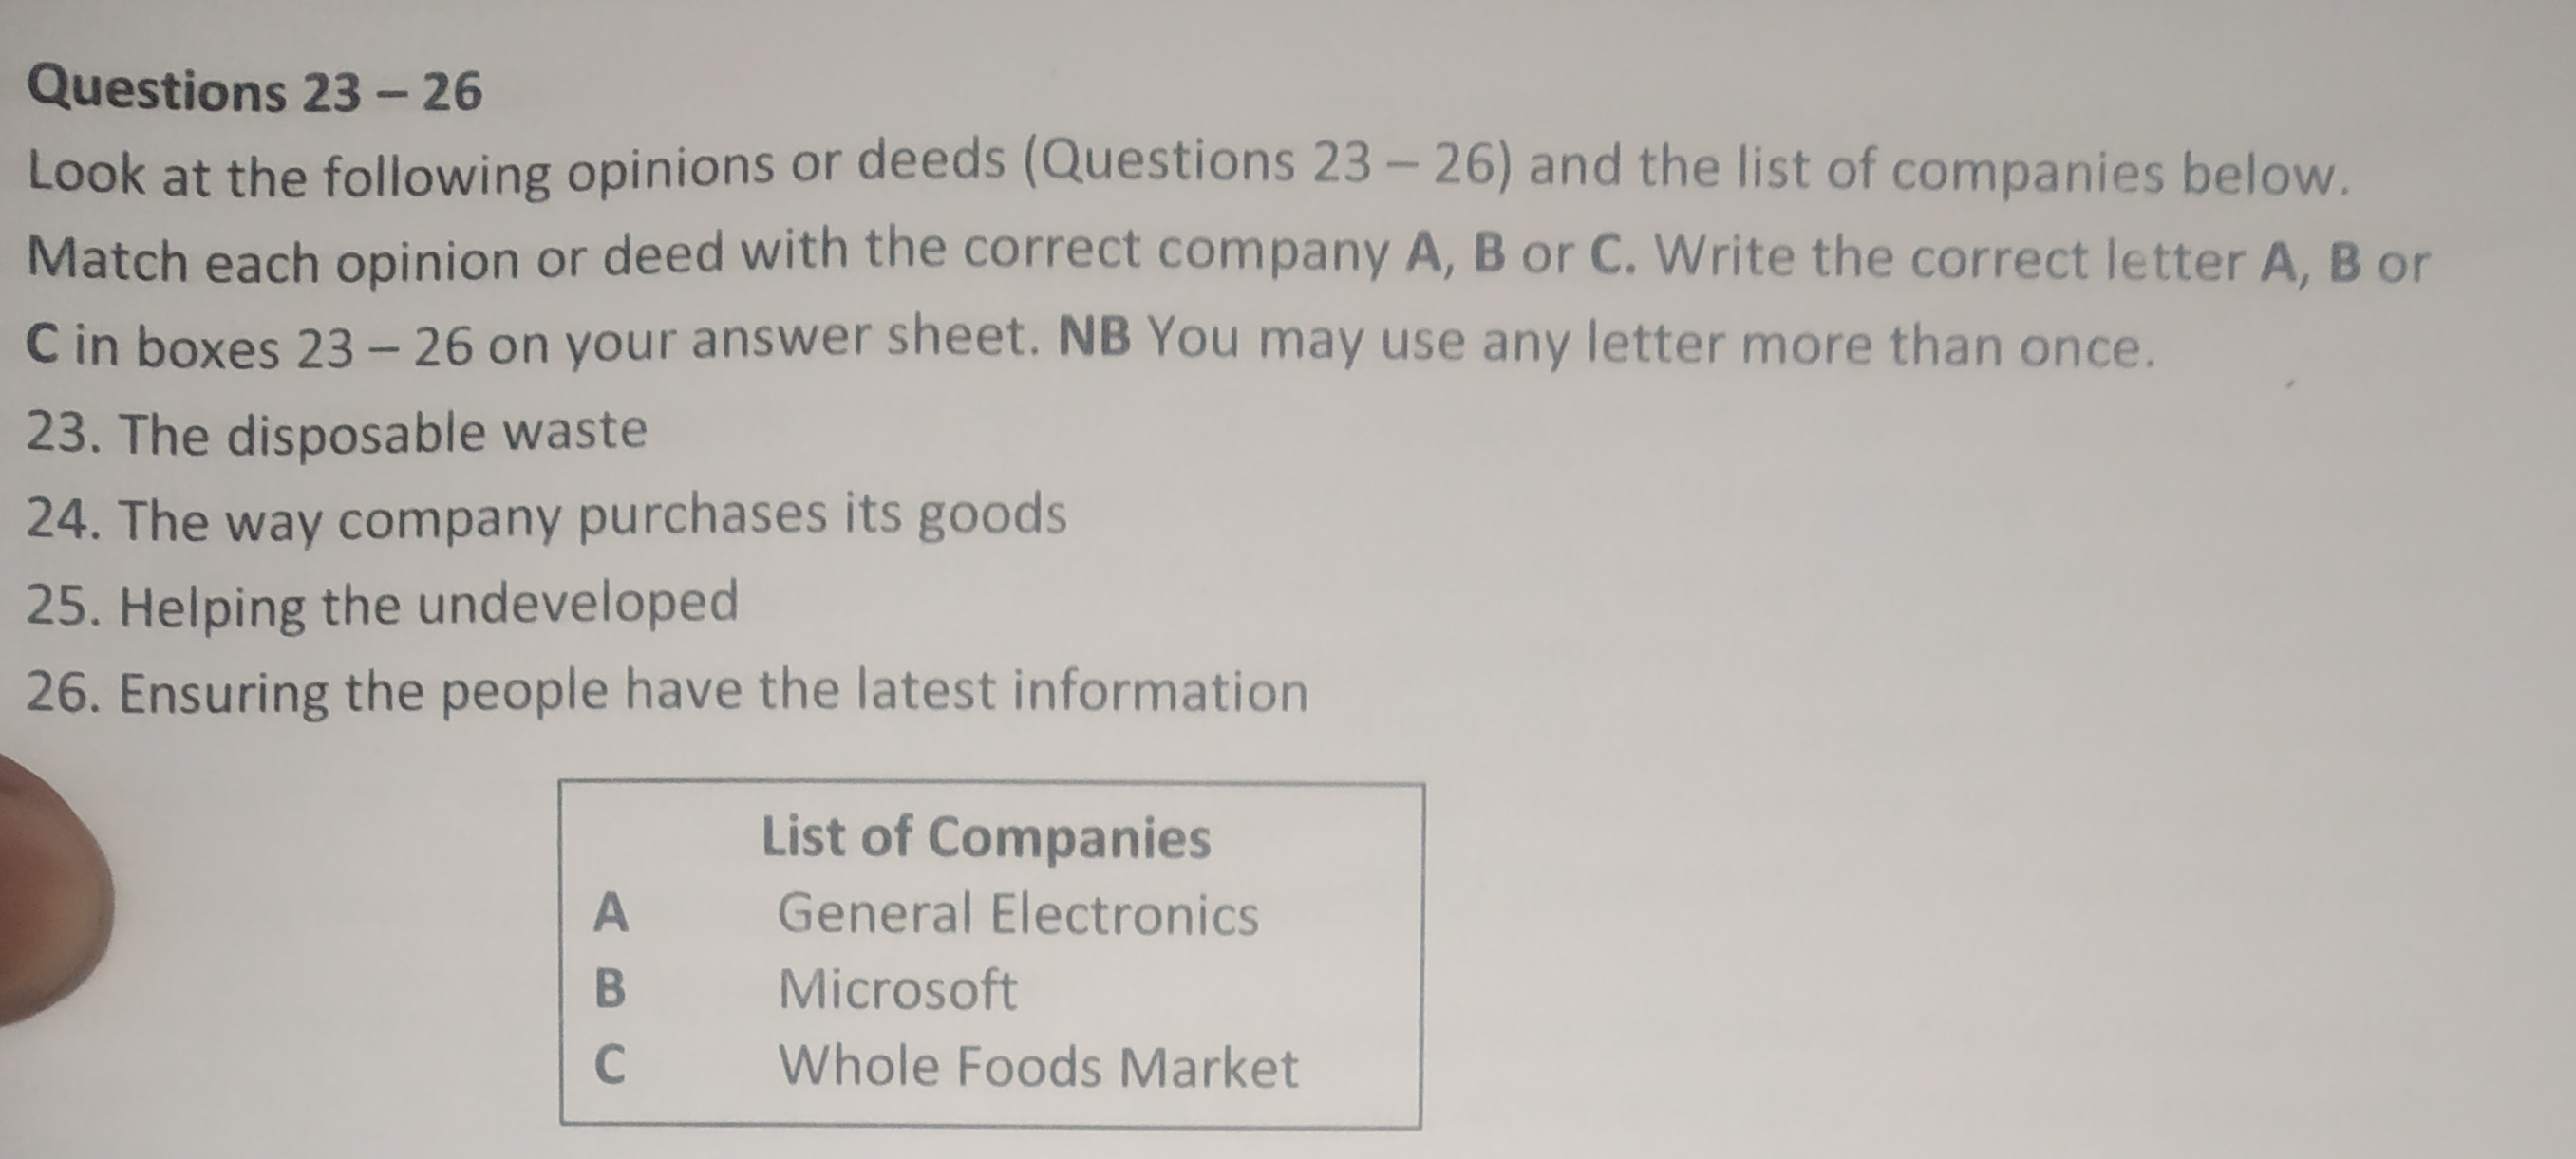 Questions 23 – 26
Look at the following opinions or deeds (Questions 23 – 26) and the list of companies below.
Match each opinion or deed with the correct company A, B or C. Write the correct letter A, B or
C in boxes 23 – 26 on your answer sheet. NB You may use any letter more than once.
23. The disposable waste
24. The way company purchases its goods
25. Helping the undeveloped
26. Ensuring the people have the latest information
List of Companies
A General Electronics
B Microsoft
C Whole Foods Market